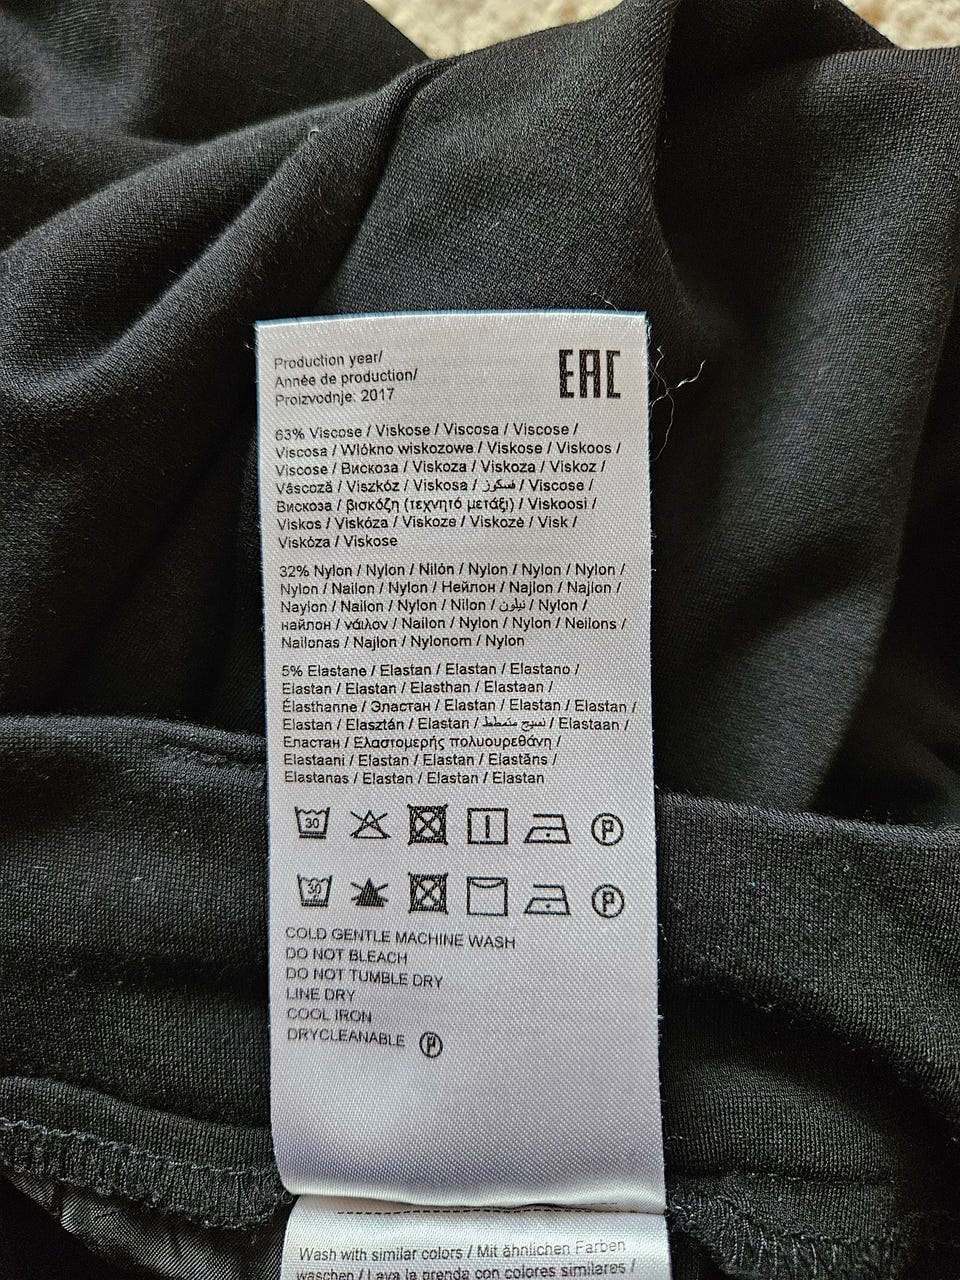 Production year/
Année de production/
Proizvodnje: 2017
EAC
63% Viscose / Viskose / Viscosa / Viscose /
Viscosa / Włókno wiskozowe / Viskose / Viskoos /
Viscose / Вискоза / Viskoza / Viskoza / Viskoz /
Vâscoză / Viszkóz / Viskosa / فسكوز / Viscose /
Вискоза / βισκόζη (τεχνητό μετάξι) / Viskoosi /
Viskos / Viskóza / Viskoze / Viskozė / Visk /
Viskóza / Viskose
32% Nylon / Nylon / Nilón / Nylon / Nylon / Nylon /
Nylon / Nailon / Nylon / Нейлон / Najlon / Najlon /
Naylon / Nailon / Nylon / Nilon / نيلون / Nylon /
найлон / νάιλον / Nailon / Nylon / Nylon / Neilons /
Nailonas / Najlon / Nylonom / Nylon
5% Elastane / Elastan / Elastan / Elastano /
Elastan / Elastan / Elasthan / Elastaan /
Élasthanne / Эластан / Elastan / Elastan / Elastan /
Elastan / Elasztán / Elastan / نسيج متمطط / Elastaan /
Еластан / Ελαστομερής πολυουρεθάνη /
Elastaani / Elastan / Elastan / Elastāns /
Elastanas / Elastan / Elastan / Elastan
30 P
30 P
COLD GENTLE MACHINE WASH
DO NOT BLEACH
DO NOT TUMBLE DRY
LINE DRY
COOL IRON
DRYCLEANABLE P
Wash with similar colors / Mit ähnlichen Farben
waschen / Lava la prenda con colores similares /